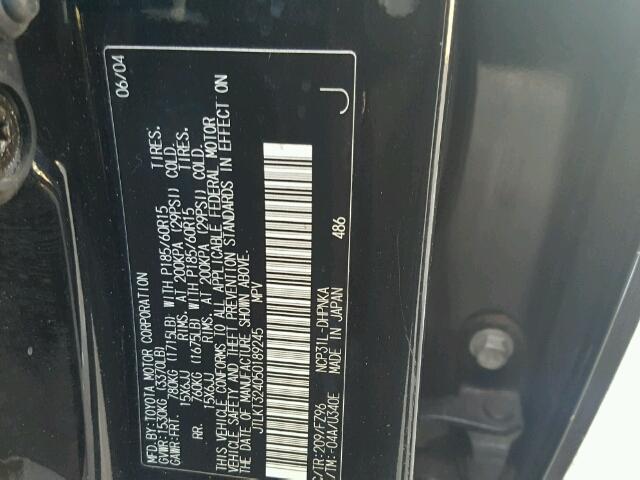 MFD.BY:TOYOTA MOTOR CORPORATION 06/04
GVWR:1530KG (3370LB)
GAWR:FRT. 780KG (1715LB) WITH P185/60R15 TIRES.
15X6JJ RIMS, AT 200KPA (29PSI) COLD.
RR. 760KG (1675LB) WITH P185/60R15 TIRES.
15X6JJ RIMS, AT 200KPA (29PSI) COLD.
THIS VEHICLE CONFORMS TO ALL APPLICABLE FEDERAL MOTOR
VEHICLE SAFETY AND THEFT PREVENTION STANDARDS IN EFFECT ON
THE DATE OF MANUFACTURE SHOWN ABOVE.
JTLKT324050189245 MPV
C/TR:209/F796 NCP31L-DHPNKA
/TM:-04A/U340E MADE IN JAPAN
486
J